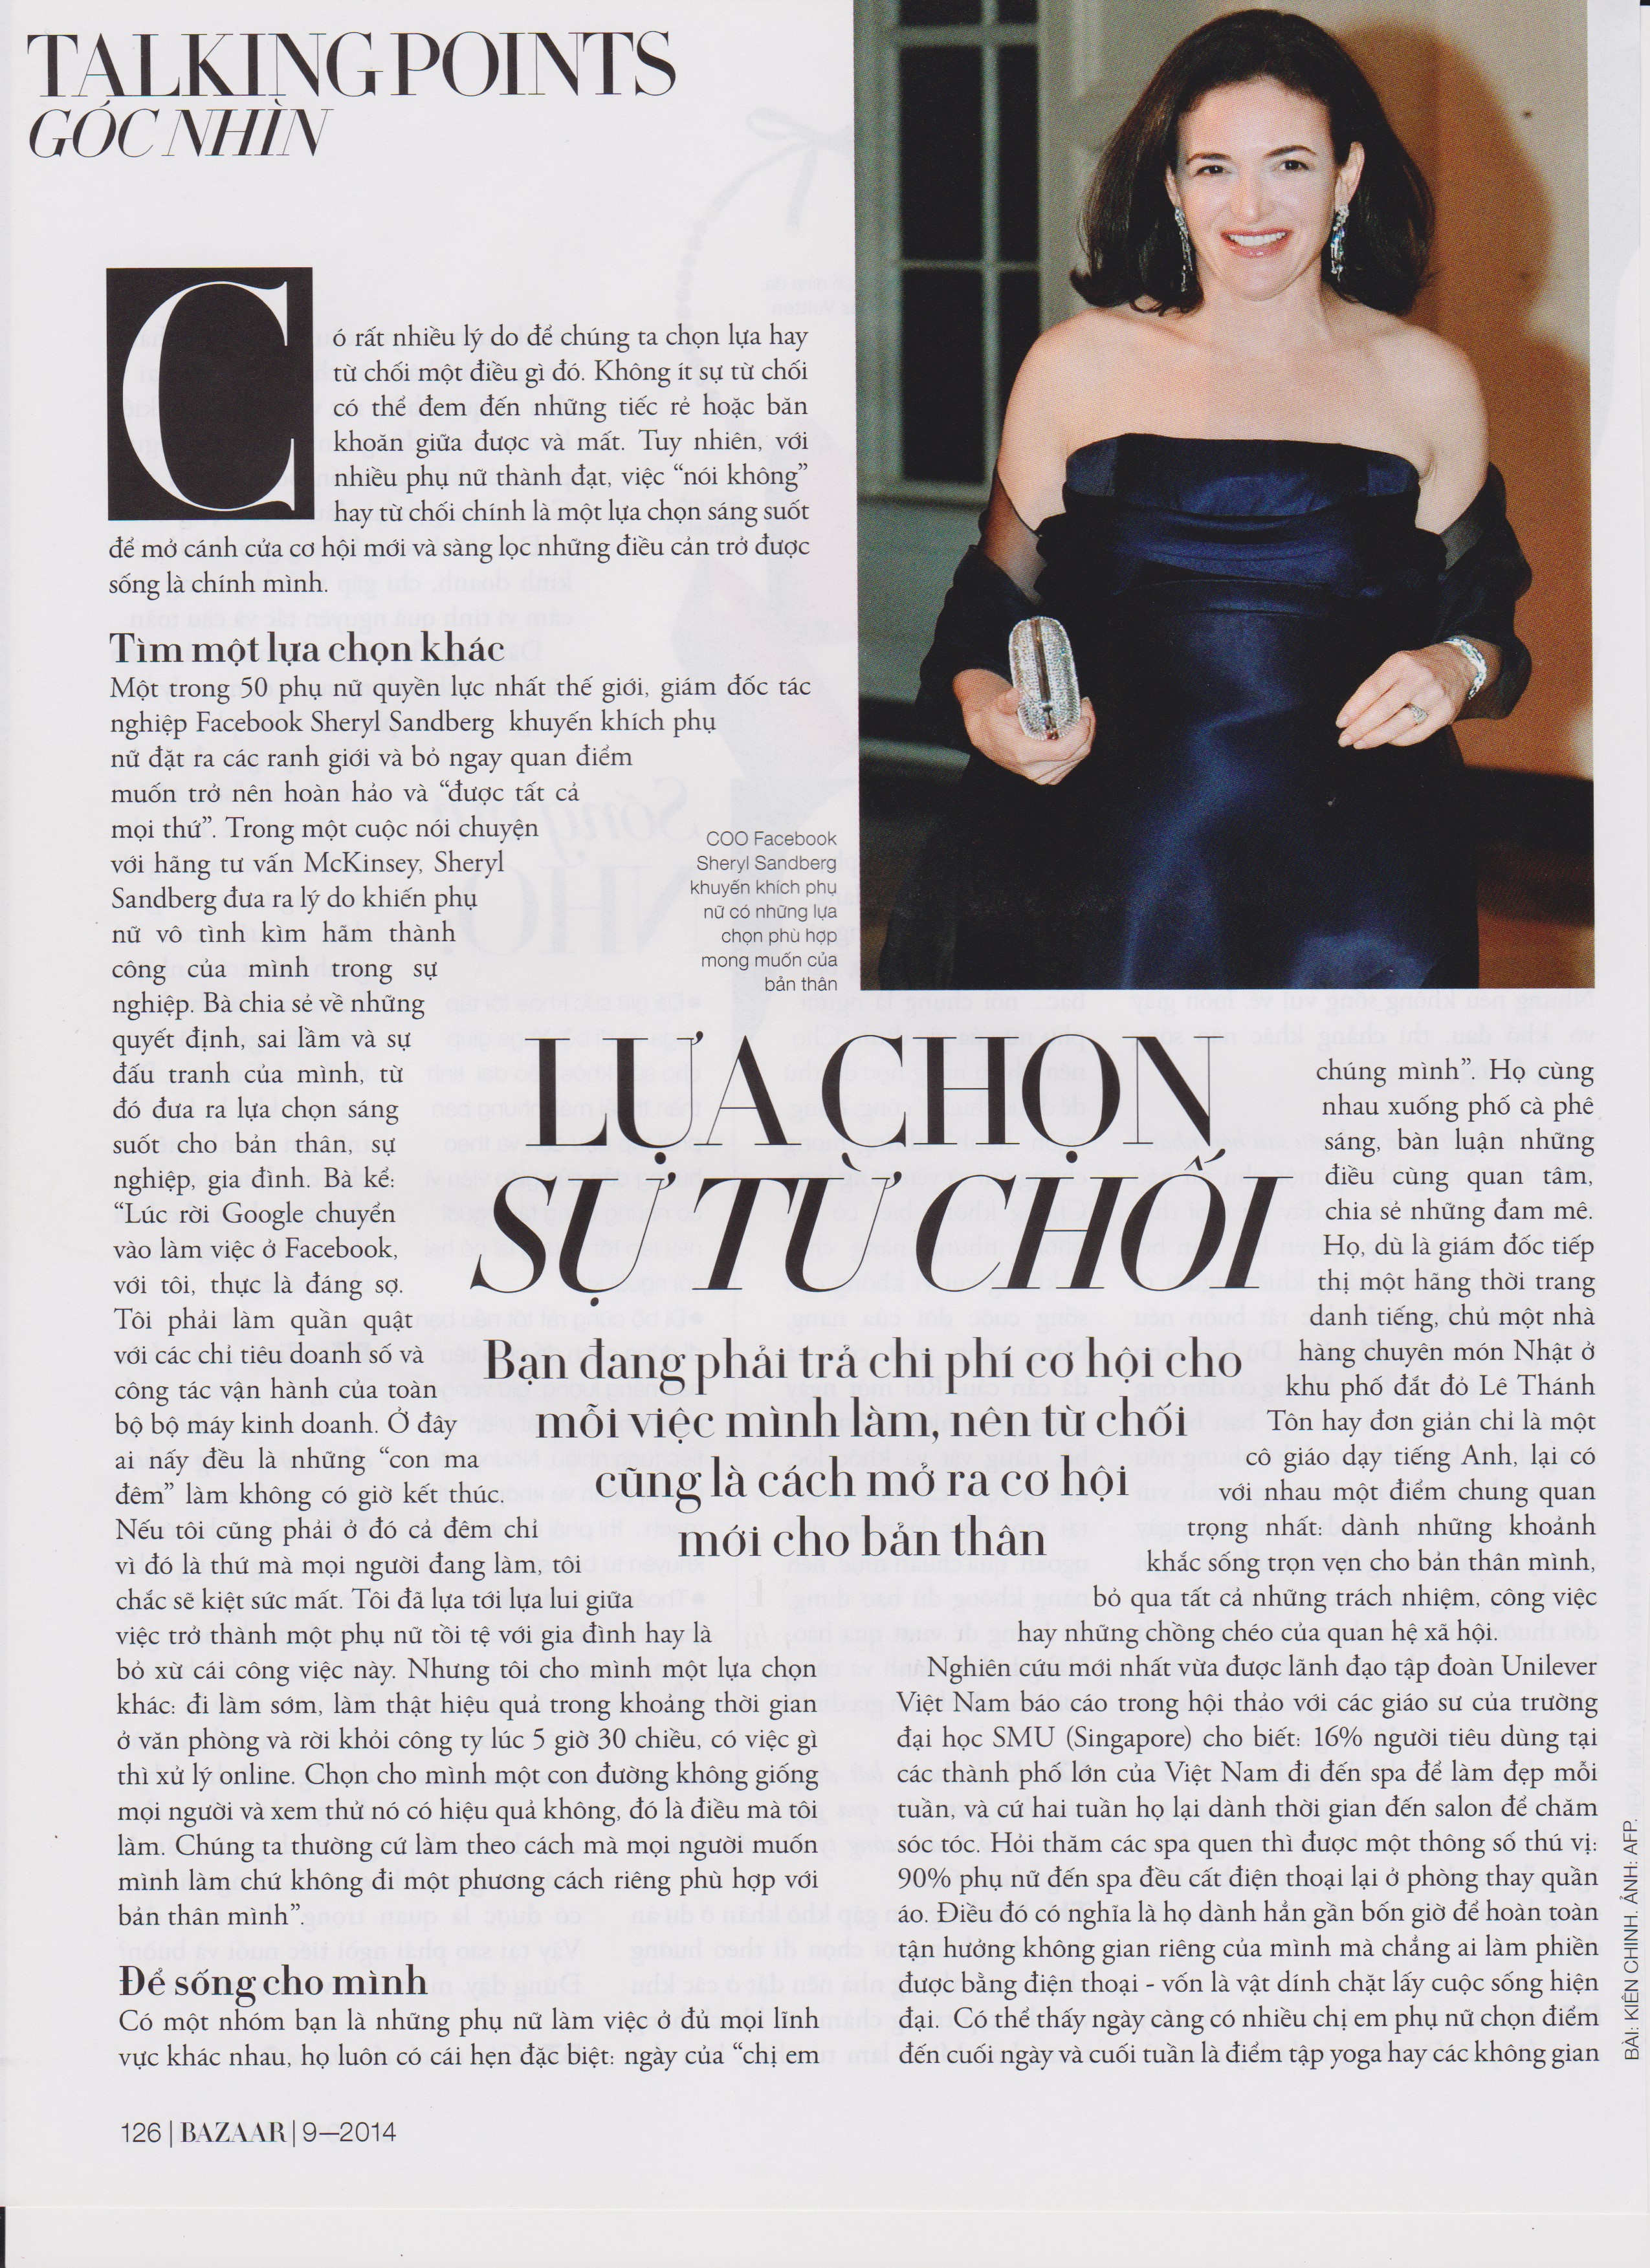 TALKING POINTS
GÓC NHÌN
Có rất nhiều lý do để chúng ta chọn lựa hay
từ chối một điều gì đó. Không ít sự từ chối
có thể đem đến những tiếc rẻ hoặc băn
khoăn giữa được và mất. Tuy nhiên, với
nhiều phụ nữ thành đạt, việc “nói không”
hay từ chối chính là một lựa chọn sáng suốt
để mở cánh cửa cơ hội mới và sàng lọc những điều cản trở được
sống là chính mình.
Tìm một lựa chọn khác
Một trong 50 phụ nữ quyền lực nhất thế giới, giám đốc tác
nghiệp Facebook Sheryl Sandberg khuyến khích phụ
nữ đặt ra các ranh giới và bỏ ngay quan điểm
muốn trở nên hoàn hảo và “được tất cả
mọi thứ”. Trong một cuộc nói chuyện
với hãng tư vấn McKinsey, Sheryl
Sandberg đưa ra lý do khiến phụ
nữ vô tình kìm hãm thành
công của mình trong sự
nghiệp. Bà chia sẻ về những
quyết định, sai lầm và sự
đấu tranh của mình, từ
đó đưa ra lựa chọn sáng
suốt cho bản thân, sự
nghiệp, gia đình. Bà kể:
“Lúc rời Google chuyển
vào làm việc ở Facebook,
với tôi, thực là đáng sợ.
Tôi phải làm quần quật
với các chỉ tiêu doanh số và
công tác vận hành của toàn
bộ bộ máy kinh doanh. Ở đây
ai nấy đều là những “con ma
đêm” làm không có giờ kết thúc.
Nếu tôi cũng phải ở đó cả đêm chỉ
vì đó là thứ mà mọi người đang làm, tôi
chắc sẽ kiệt sức mất. Tôi đã lựa tới lựa lui giữa
việc trở thành một phụ nữ tồi tệ với gia đình hay là
bỏ xừ cái công việc này. Nhưng tôi cho mình một lựa chọn
khác: đi làm sớm, làm thật hiệu quả trong khoảng thời gian
ở văn phòng và rời khỏi công ty lúc 5 giờ 30 chiều, có việc gì
thì xử lý online. Chọn cho mình một con đường không giống
mọi người và xem thử nó có hiệu quả không, đó là điều mà tôi
làm. Chúng ta thường cứ làm theo cách mà mọi người muốn
mình làm chứ không đi một phương cách riêng phù hợp với
bản thân mình”.
Để sống cho mình
Có một nhóm bạn là những phụ nữ làm việc ở đủ mọi lĩnh
vực khác nhau, họ luôn có cái hẹn đặc biệt: ngày của “chị em
COO Facebook
Sheryl Sandberg
khuyến khích phụ
nữ có những lựa
chọn phù hợp
mong muốn của
bản thân
LỰA CHỌN
SỰ TỪ CHỐI
Bạn đang phải trả chi phí cơ hội cho
mỗi việc mình làm, nên từ chối
cũng là cách mở ra cơ hội
mới cho bản thân
chúng mình”. Họ cùng
nhau xuống phố cà phê
sáng, bàn luận những
điều cùng quan tâm,
chia sẻ những đam mê.
Họ, dù là giám đốc tiếp
thị một hãng thời trang
danh tiếng, chủ một nhà
hàng chuyên món Nhật ở
khu phố đắt đỏ Lê Thánh
Tôn hay đơn giản chỉ là một
cô giáo dạy tiếng Anh, lại có
với nhau một điểm chung quan
trọng nhất: dành những khoảnh
khắc sống trọn vẹn cho bản thân mình,
bỏ qua tất cả những trách nhiệm, công việc
hay những chồng chéo của quan hệ xã hội.
Nghiên cứu mới nhất vừa được lãnh đạo tập đoàn Unilever
Việt Nam báo cáo trong hội thảo với các giáo sư của trường
đại học SMU (Singapore) cho biết: 16% người tiêu dùng tại
các thành phố lớn của Việt Nam đi đến spa để làm đẹp mỗi
tuần, và cứ hai tuần họ lại dành thời gian đến salon để chăm
sóc tóc. Hỏi thăm các spa quen thì được một thông số thú vị:
90% phụ nữ đến spa đều cất điện thoại lại ở phòng thay quần
áo. Điều đó có nghĩa là họ dành hẳn gần bốn giờ để hoàn toàn
tận hưởng không gian riêng của mình mà chẳng ai làm phiền
được bằng điện thoại - vốn là vật dính chặt lấy cuộc sống hiện
đại. Có thể thấy ngày càng có nhiều chị em phụ nữ chọn điểm
đến cuối ngày và cuối tuần là điểm tập yoga hay các không gian
BÀI: KIÊN CHINH. ẢNH: AFP.
126 | BAZAAR | 9—2014